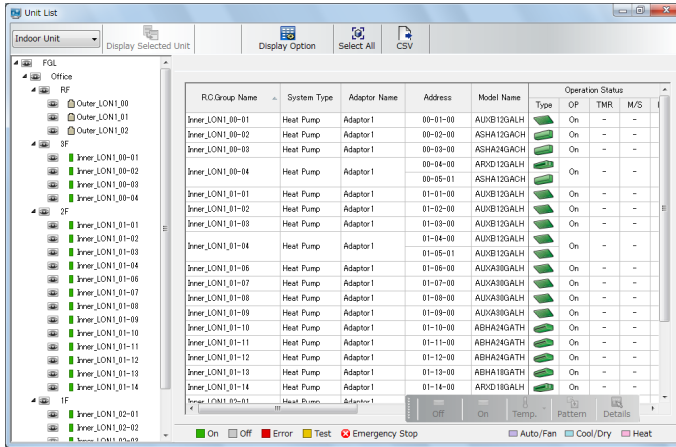 Unit List
Indoor Unit
Display Selected Unit
Display Option
Select All
CSV
FGL
Office
RF
Outer_LON1_00
Outer_LON1_01
Outer_LON1_02
3F
Inner_LON1_00-01
Inner_LON1_00-02
Inner_LON1_00-03
Inner_LON1_00-04
2F
Inner_LON1_01-01
Inner_LON1_01-02
Inner_LON1_01-03
Inner_LON1_01-04
Inner_LON1_01-06
Inner_LON1_01-07
Inner_LON1_01-08
Inner_LON1_01-09
Inner_LON1_01-10
Inner_LON1_01-11
Inner_LON1_01-12
Inner_LON1_01-13
Inner_LON1_01-14
1F
Inner_LON1_02-01
Inner_LON1_02-02
Inner_LON1_02-03
R.C.Group Name System Type Adaptor Name Address Model Name Operation Status
Type OP TMR M/S
Inner_LON1_00-01 Heat Pump Adaptor1 00-01-00 AUXB12GALH On - -
Inner_LON1_00-02 Heat Pump Adaptor1 00-02-00 ASHA12GACH On - -
Inner_LON1_00-03 Heat Pump Adaptor1 00-03-00 ASHA24GACH On - -
Inner_LON1_00-04 Heat Pump Adaptor1 00-04-00 ARXD12GALH On - -
00-05-01 ASHA12GACH
Inner_LON1_01-01 Heat Pump Adaptor1 01-01-00 AUXB12GALH On - -
Inner_LON1_01-02 Heat Pump Adaptor1 01-02-00 AUXB12GALH On - -
Inner_LON1_01-03 Heat Pump Adaptor1 01-03-00 AUXB12GALH On - -
Inner_LON1_01-04 Heat Pump Adaptor1 01-04-00 AUXB12GALH On - -
01-05-01 AUXB12GALH
Inner_LON1_01-06 Heat Pump Adaptor1 01-06-00 AUXA30GALH On - -
Inner_LON1_01-07 Heat Pump Adaptor1 01-07-00 AUXA30GALH On - -
Inner_LON1_01-08 Heat Pump Adaptor1 01-08-00 AUXA30GALH On - -
Inner_LON1_01-09 Heat Pump Adaptor1 01-09-00 AUXA30GALH On - -
Inner_LON1_01-10 Heat Pump Adaptor1 01-10-00 ABHA24GATH On - -
Inner_LON1_01-11 Heat Pump Adaptor1 01-11-00 ABHA24GATH On - -
Inner_LON1_01-12 Heat Pump Adaptor1 01-12-00 ABHA24GATH On - -
Inner_LON1_01-13 Heat Pump Adaptor1 01-13-00 ABHA18GATH On - -
Inner_LON1_01-14 Heat Pump Adaptor1 01-14-00 ARXD18GALH On - -
Inner_LON1_02-01 Heat Pump Adaptor1
Off On Temp. Pattern Details
On Off Error Test Emergency Stop Auto/Fan Cool/Dry Heat